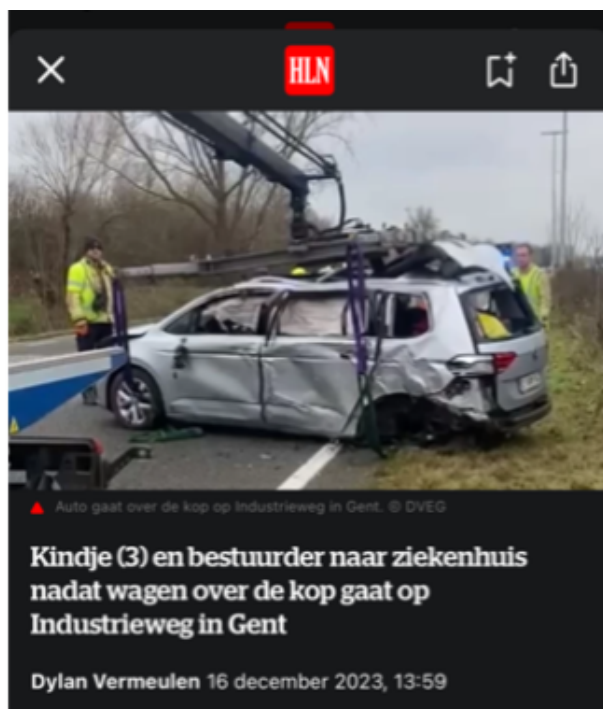 HLN
Auto gaat over de kop op Industrieweg in Gent. © DVEG
Kindje (3) en bestuurder naar ziekenhuis
nadat wagen over de kop gaat op
Industrieweg in Gent
Dylan Vermeulen 16 december 2023, 13:59